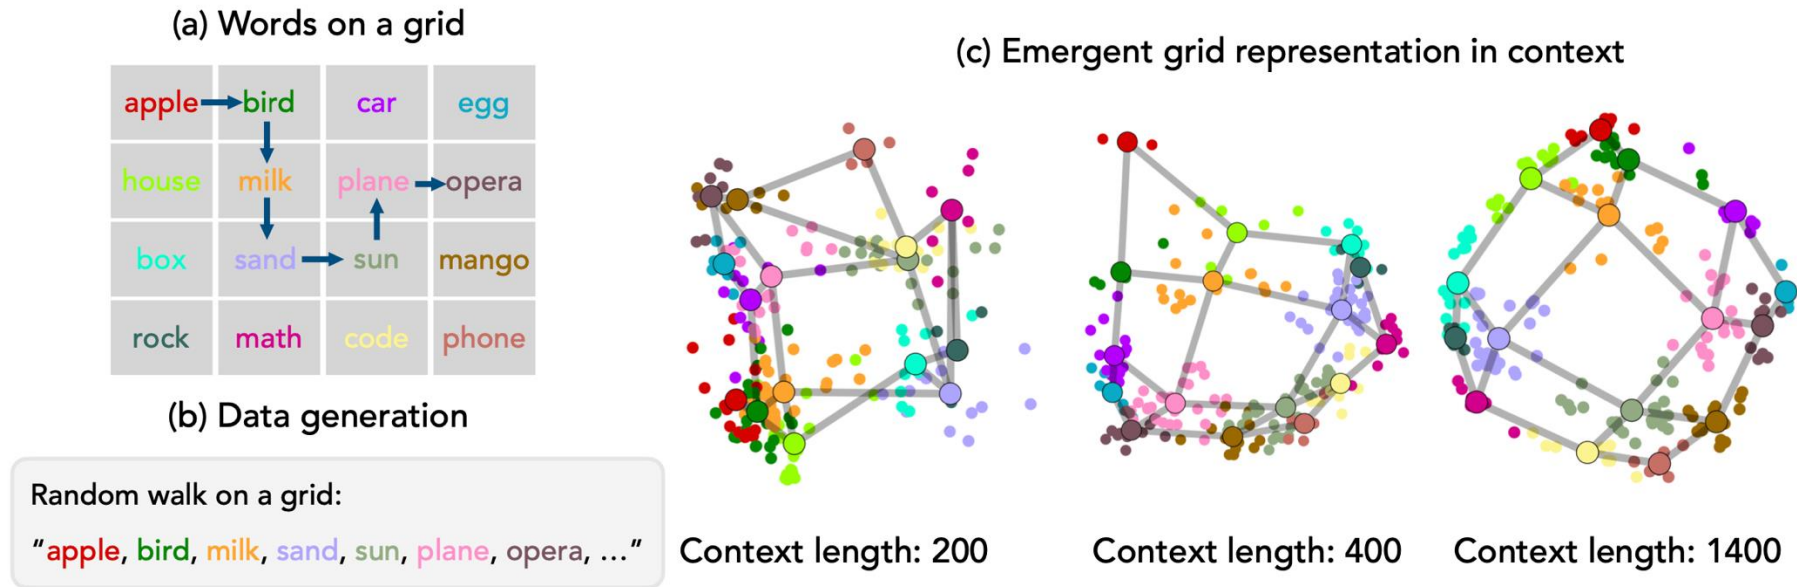 (a) Words on a grid
apple bird car egg
house milk plane opera
box sand sun mango
rock math code phone
(b) Data generation
Random walk on a grid:
“apple, bird, milk, sand, sun, plane, opera, ...”
(c) Emergent grid representation in context
Context length: 200
Context length: 400
Context length: 1400